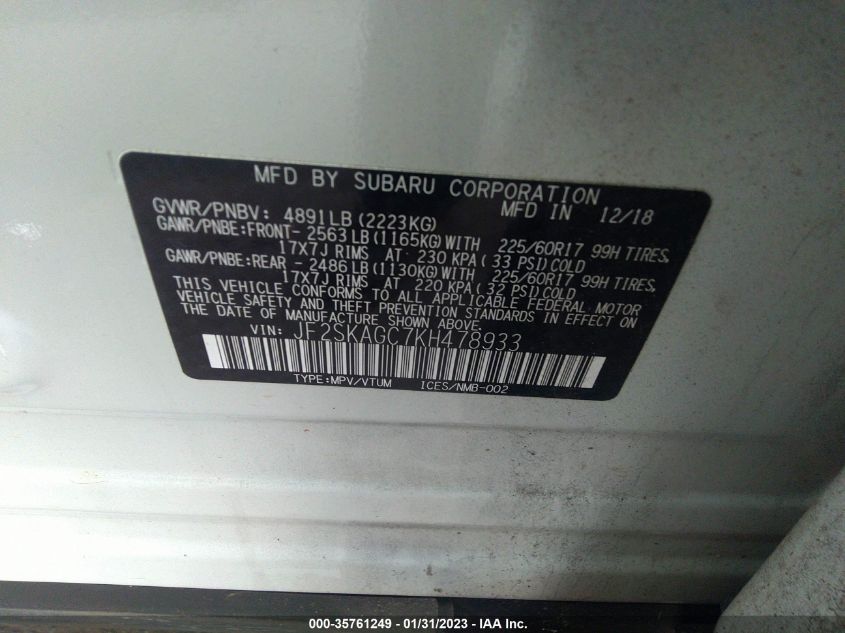 MFD BY SUBARU CORPORATION
GVWR/PNBV: 4891LB(2223KG) MFD IN 12/18
GAWR/PNBE:FRONT- 2563LB(1165KG)WITH 225/60R17 99H TIRES,
17X7J RIMS AT 230 KPA( 33 PSI)COLD
GAWR/PNBE:REAR - 2486LB(1130KG)WITH 225/60R17 99H TIRES,
17X7J RIMS AT 220 KPA( 32 PSI)COLD
THIS VEHICLE CONFORMS TO ALL APPLICABLE FEDERAL MOTOR
VEHICLE SAFETY AND THEFT PREVENTION STANDARDS IN EFFECT ON
THE DATE OF MANUFACTURE SHOWN ABOVE.
VIN: JF2SKAGC7KH478933
TYPE:MPV/VTUM ICES/NMB-002
000-35761249 - 01/31/2023 - IAA Inc.